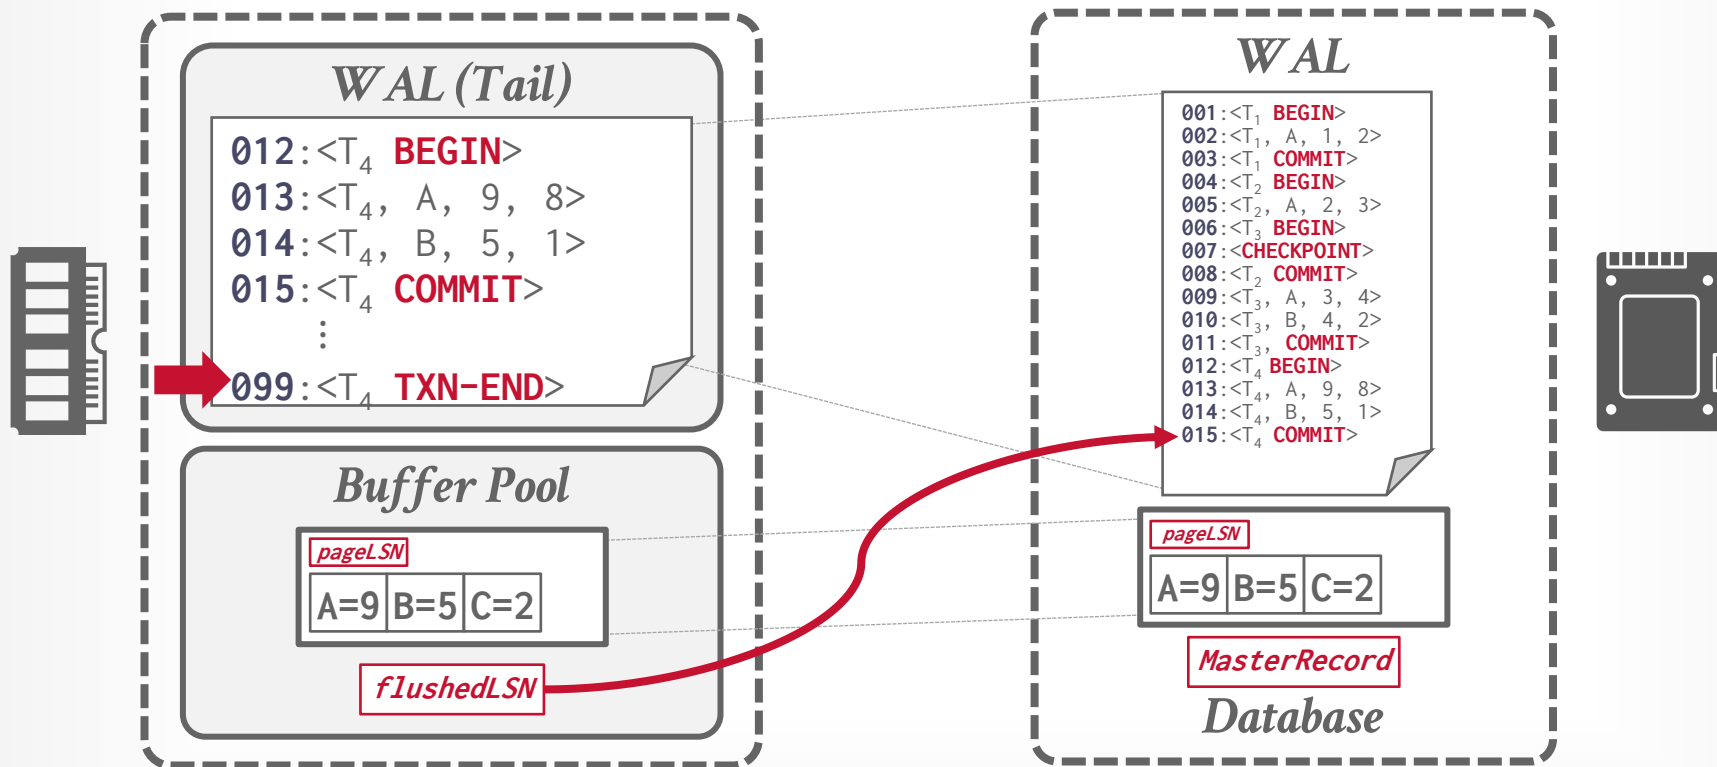 WAL (Tail)
012:<T4 BEGIN>
013:<T4, A, 9, 8>
014:<T4, B, 5, 1>
015:<T4 COMMIT>
⋮
099:<T4 TXN-END>
Buffer Pool
pageLSN
A=9 B=5 C=2
flushedLSN
WAL
001:<T1 BEGIN>
002:<T1, A, 1, 2>
003:<T1 COMMIT>
004:<T2 BEGIN>
005:<T2, A, 2, 3>
006:<T3 BEGIN>
007:<CHECKPOINT>
008:<T2 COMMIT>
009:<T3, A, 3, 4>
010:<T3, B, 4, 2>
011:<T3, COMMIT>
012:<T4 BEGIN>
013:<T4, A, 9, 8>
014:<T4, B, 5, 1>
015:<T4 COMMIT>
pageLSN
A=9 B=5 C=2
MasterRecord
Database